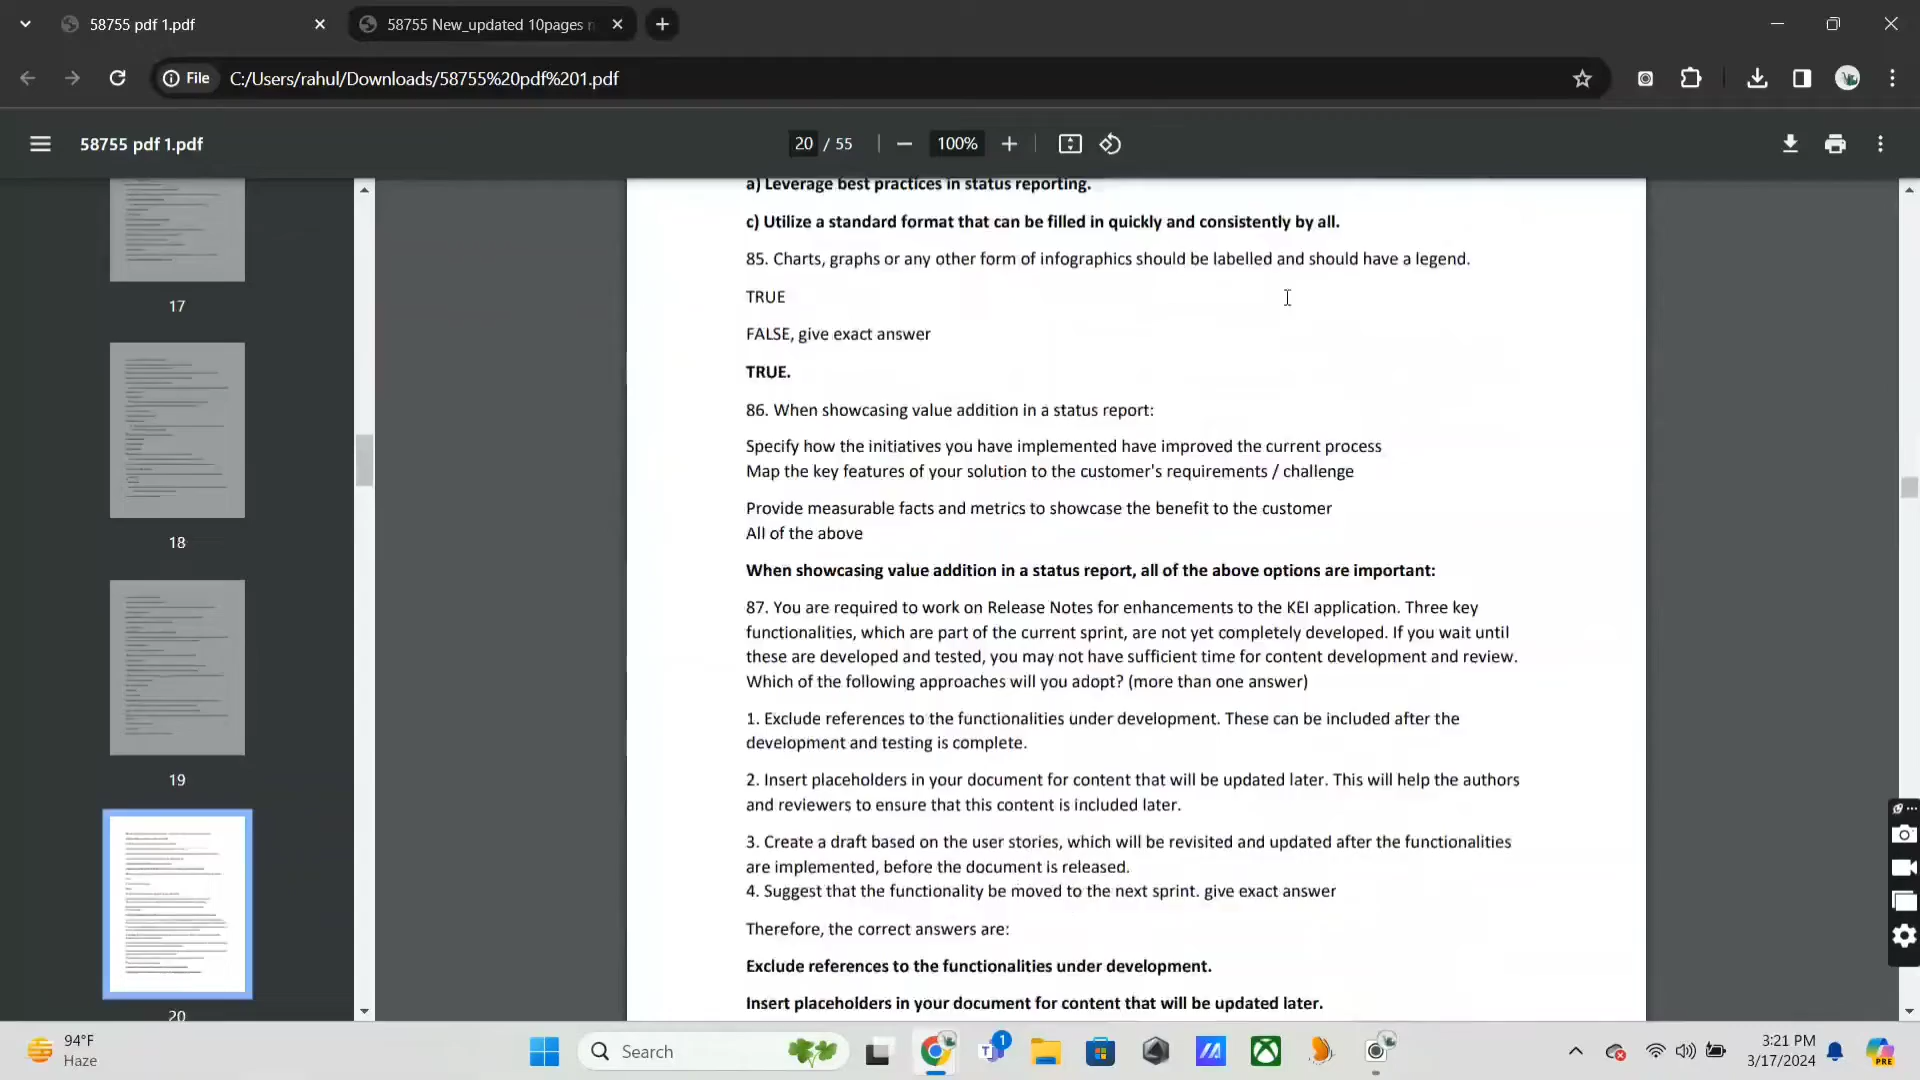 58755 pdf 1.pdf
58755 New_updated 10pages
File
C:/Users/rahul/Downloads/58755%20pdf%201.pdf
58755 pdf 1.pdf
20 / 55
100%
17
18
19
20
a) Leverage best practices in status reporting.
c) Utilize a standard format that can be filled in quickly and consistently by all.
85. Charts, graphs or any other form of infographics should be labelled and should have a legend.
TRUE
FALSE, give exact answer
TRUE.
86. When showcasing value addition in a status report:
Specify how the initiatives you have implemented have improved the current process
Map the key features of your solution to the customer's requirements / challenge
Provide measurable facts and metrics to showcase the benefit to the customer
All of the above
When showcasing value addition in a status report, all of the above options are important:
87. You are required to work on Release Notes for enhancements to the KEI application. Three key
functionalities, which are part of the current sprint, are not yet completely developed. If you wait until
these are developed and tested, you may not have sufficient time for content development and review.
Which of the following approaches will you adopt? (more than one answer)
1. Exclude references to the functionalities under development. These can be included after the
development and testing is complete.
2. Insert placeholders in your document for content that will be updated later. This will help the authors
and reviewers to ensure that this content is included later.
3. Create a draft based on the user stories, which will be revisited and updated after the functionalities
are implemented, before the document is released.
4. Suggest that the functionality be moved to the next sprint. give exact answer
Therefore, the correct answers are:
Exclude references to the functionalities under development.
Insert placeholders in your document for content that will be updated later.
94°F
Haze
Search
1
3:21 PM
3/17/2024
PRE